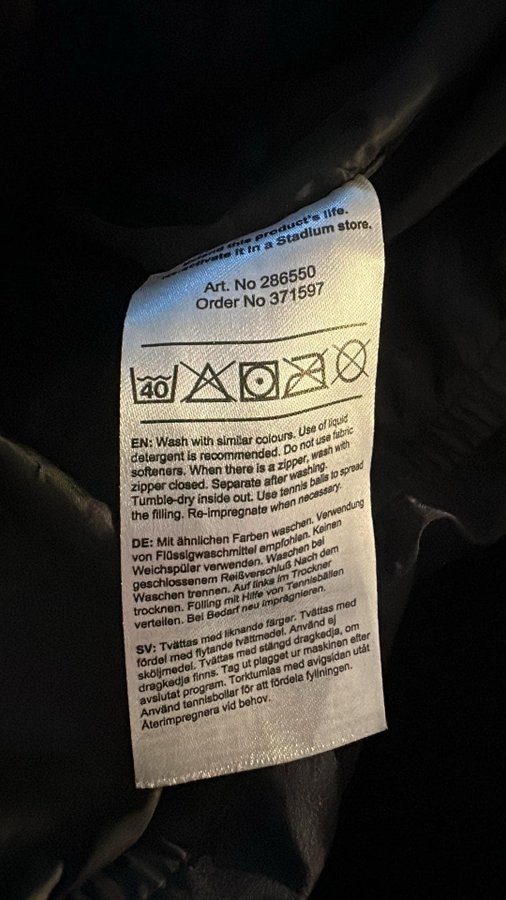 this product's life.
it in a Stadium store.
Art. No 286550
Order No 371597
40
EN: Wash with similar colours. Use of liquid
detergent is recommended. Do not use fabric
softeners. When there is a zipper, wash with
zipper closed. Separate after washing.
Tumble-dry inside out. Use tennis balls to spread
the filling. Re-impregnate when necessary.
DE: Mit ähnlichen Farben waschen. Verwendung
von Flüssigwaschmittel empfohlen. Keinen
Weichspüler verwenden. Waschen bei
geschlossenem Reißverschluß Nach dem
Waschen trennen. Auf links im Trockner
trocknen. Fölling mit Hilfe von Tennisbällen
verteilen. Bei Bedarf neu imprägnieren.
SV: Tvättas med liknande färger. Tvättas med
fördel med flytande tvättmedel. Använd ej
sköljmedel. Tvättas med stängd dragkedja, om
dragkedja finns. Tag ut plagget ur maskinen efter
avslutat program. Torktumlas med avigsidan utåt
Använd tennisbollar för att fördela fyllningen.
Återimpregnera vid behov.